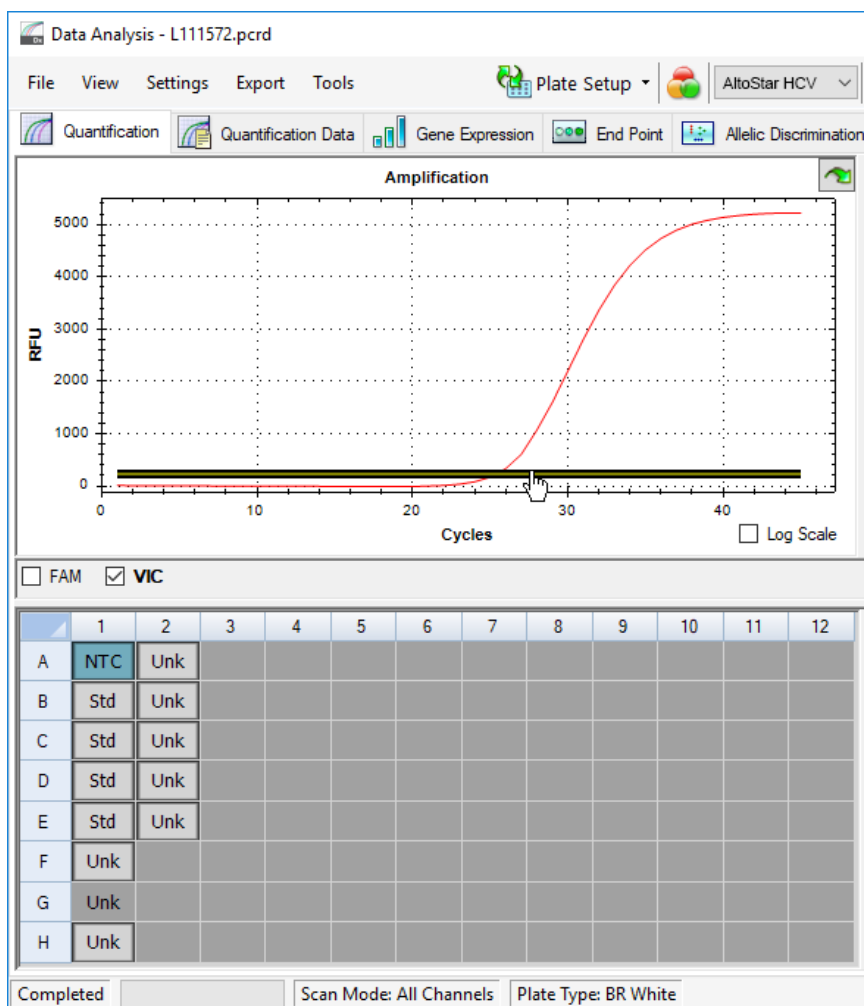 Data Analysis - L111572.pcrd
File View Settings Export Tools Plate Setup AltoStar HCV
Quantification Quantification Data Gene Expression End Point Allelic Discrimination
Amplification
5000
4000
3000
2000
1000
0
RFU
0 10 20 30 40
Cycles
Log Scale
FAM VIC
1 2 3 4 5 6 7 8 9 10 11 12
A NTC Unk
B Std Unk
C Std Unk
D Std Unk
E Std Unk
F Unk
G Unk
H Unk
Completed Scan Mode: All Channels Plate Type: BR White